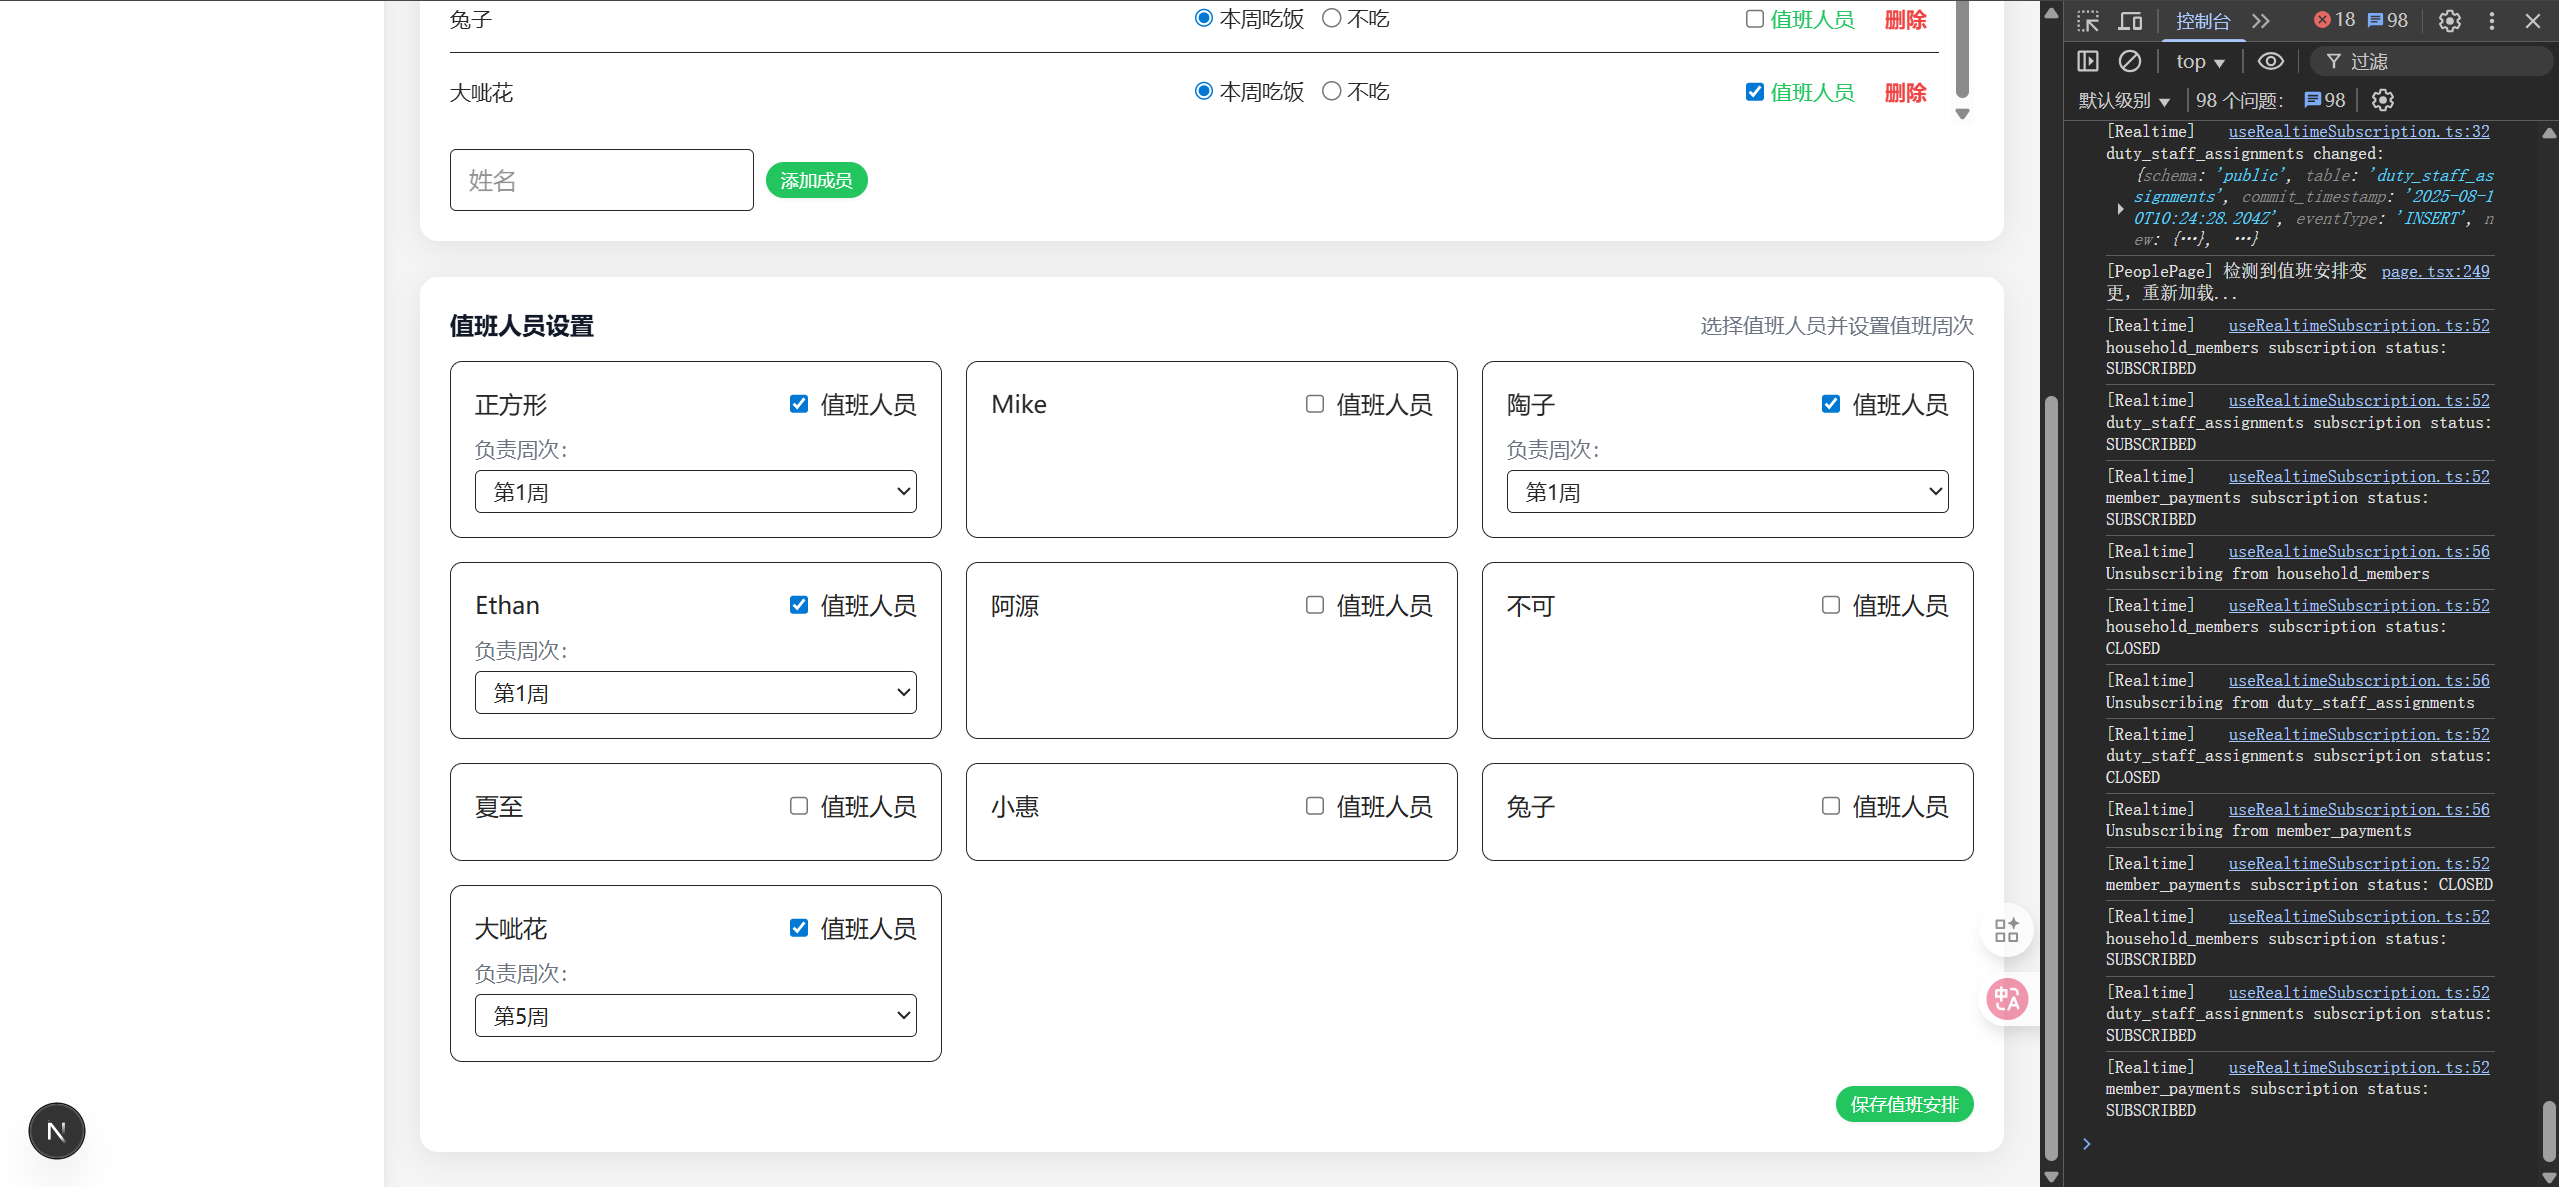 兔子 本周吃饭 不吃 值班人员 删除
大呲花 本周吃饭 不吃 值班人员 删除
姓名 添加成员
值班人员设置 选择值班人员并设置值班周次
正方形 值班人员 Mike 值班人员 陶子 值班人员
负责周次: 负责周次:
第1周 第1周
Ethan 值班人员 阿源 值班人员 不可 值班人员
负责周次:
第1周
夏至 值班人员 小惠 值班人员 兔子 值班人员
大呲花 值班人员
负责周次:
第5周
保存值班安排
N
中A
控制台 18 98
top 过滤
默认级别 98 个问题: 98
[Realtime] useRealtimeSubscription.ts:32
duty_staff_assignments changed:
{schema: 'public', table: 'duty_staff_as
signments', commit_timestamp: '2025-08-1
0T10:24:28.204Z', eventType: 'INSERT', n
ew: {…}, …}
[PeoplePage] 检测到值班安排变 page.tsx:249
更，重新加载...
[Realtime] useRealtimeSubscription.ts:52
household_members subscription status:
SUBSCRIBED
[Realtime] useRealtimeSubscription.ts:52
duty_staff_assignments subscription status:
SUBSCRIBED
[Realtime] useRealtimeSubscription.ts:52
member_payments subscription status:
SUBSCRIBED
[Realtime] useRealtimeSubscription.ts:56
Unsubscribing from household_members
[Realtime] useRealtimeSubscription.ts:52
household_members subscription status:
CLOSED
[Realtime] useRealtimeSubscription.ts:56
Unsubscribing from duty_staff_assignments
[Realtime] useRealtimeSubscription.ts:52
duty_staff_assignments subscription status:
CLOSED
[Realtime] useRealtimeSubscription.ts:56
Unsubscribing from member_payments
[Realtime] useRealtimeSubscription.ts:52
member_payments subscription status: CLOSED
[Realtime] useRealtimeSubscription.ts:52
household_members subscription status:
SUBSCRIBED
[Realtime] useRealtimeSubscription.ts:52
duty_staff_assignments subscription status:
SUBSCRIBED
[Realtime] useRealtimeSubscription.ts:52
member_payments subscription status:
SUBSCRIBED